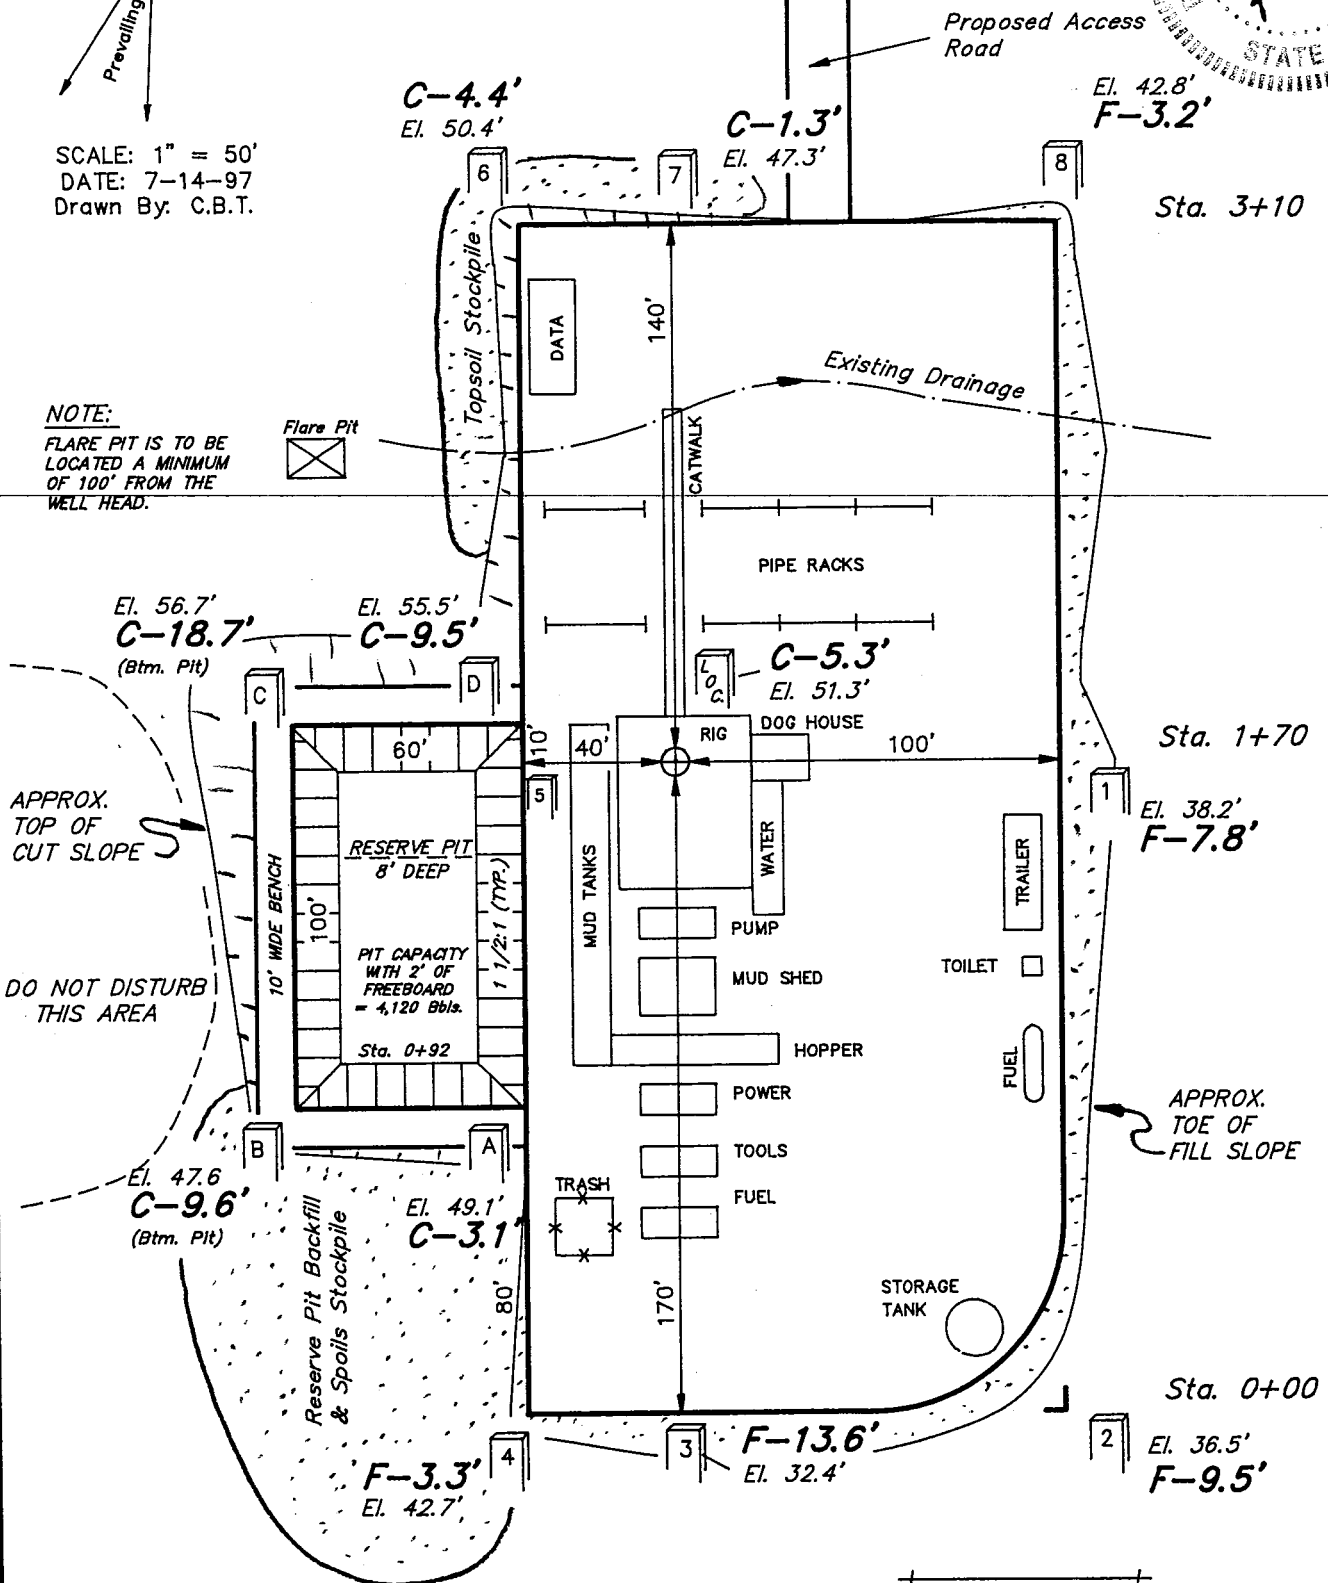 Prevailing
Proposed Access
Road
STATE
C-4.4'
El. 50.4'
C-1.3'
El. 47.3'
El. 42.8'
F-3.2'
SCALE: 1" = 50'
DATE: 7-14-97
Drawn By: C.B.T.
6
7
8
Sta. 3+10
Topsoil Stockpile
DATA
140'
Existing Drainage
NOTE:
FLARE PIT IS TO BE
LOCATED A MINIMUM
OF 100' FROM THE
WELL HEAD.
Flare Pit
CATWALK
PIPE RACKS
El. 56.7'
C-18.7'
(Btm. Pit)
El. 55.5'
C-9.5'
C
D
LOC.
C-5.3'
El. 51.3'
RIG
DOG HOUSE
60'
10'
40'
100'
Sta. 1+70
5
1
El. 38.2'
F-7.8'
APPROX.
TOP OF
CUT SLOPE
10' WIDE BENCH
100'
RESERVE PIT
8' DEEP
PIT CAPACITY
WITH 2' OF
FREEBOARD
= 4,120 Bbls.
Sta. 0+92
1 1/2:1 (TYP.)
MUD TANKS
WATER
TRAILER
PUMP
MUD SHED
TOILET
HOPPER
FUEL
POWER
TOOLS
FUEL
TRASH
DO NOT DISTURB
THIS AREA
APPROX.
TOE OF
FILL SLOPE
B
A
El. 47.6
C-9.6'
(Btm. Pit)
El. 49.1'
C-3.1'
Reserve Pit Backfill
& Spoils Stockpile
80'
170'
STORAGE
TANK
Sta. 0+00
4
3
2
F-3.3'
El. 42.7'
F-13.6'
El. 32.4'
El. 36.5'
F-9.5'